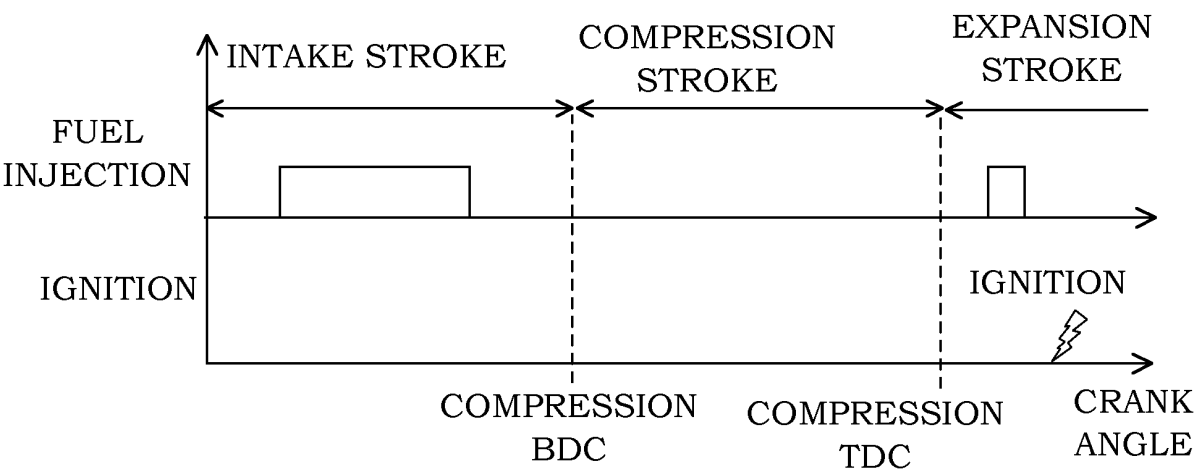 INTAKE STROKE
COMPRESSION
STROKE
EXPANSION
STROKE
FUEL
INJECTION
IGNITION
IGNITION
COMPRESSION
BDC
COMPRESSION
TDC
CRANK
ANGLE